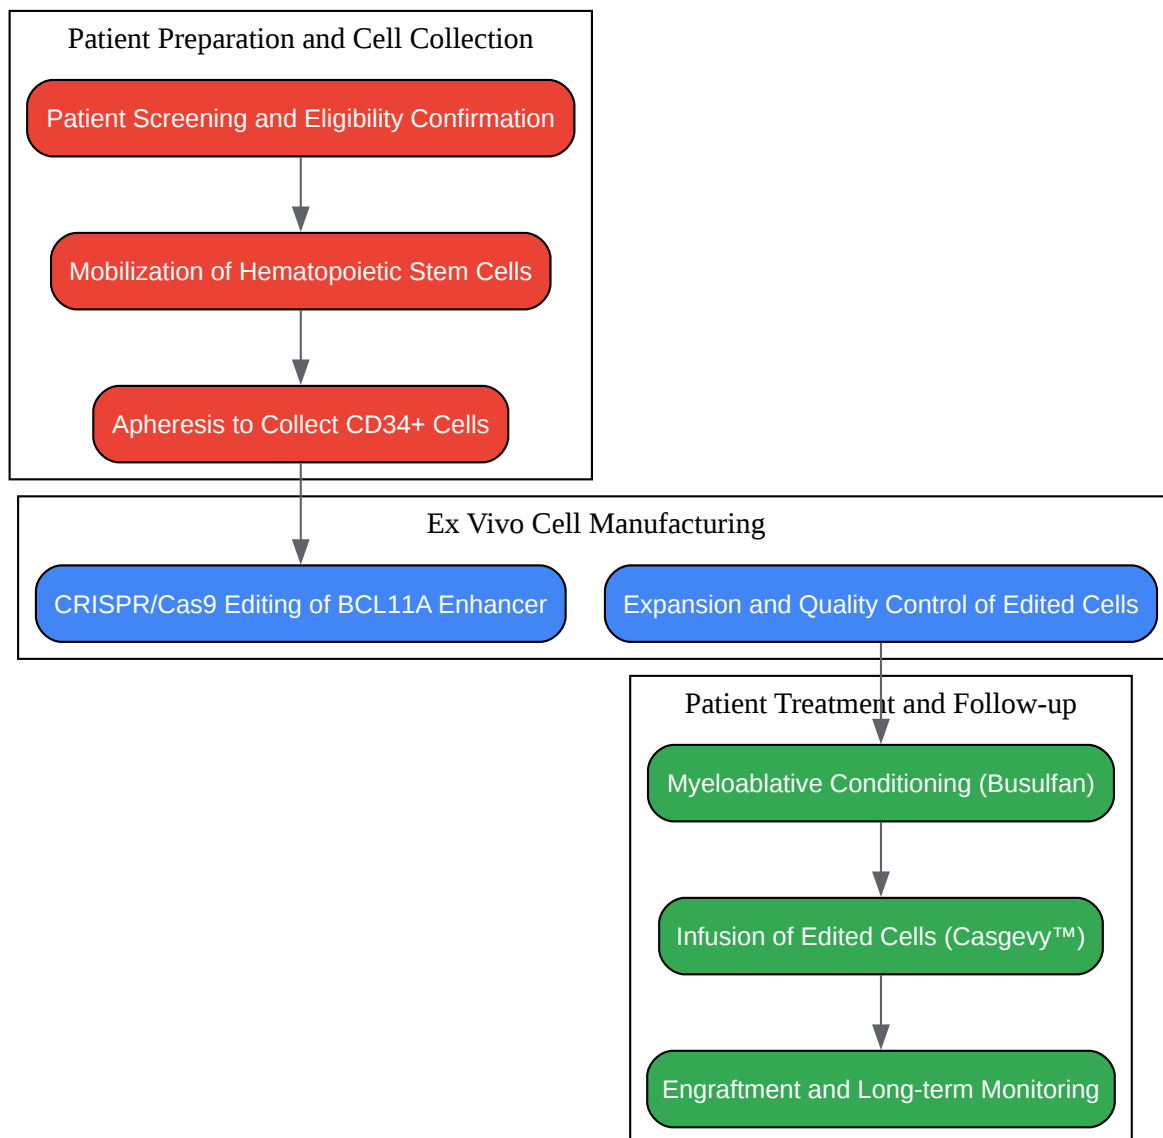 Patient Preparation and Cell Collection
Patient Screening and Eligibility Confirmation
Mobilization of Hematopoietic Stem Cells
Apheresis to Collect CD34+ Cells
Ex Vivo Cell Manufacturing
CRISPR/Cas9 Editing of BCL11A Enhancer
Expansion and Quality Control of Edited Cells
Patient Treatment and Follow-up
Myeloablative Conditioning (Busulfan)
Infusion of Edited Cells (Casgevy™)
Engraftment and Long-term Monitoring